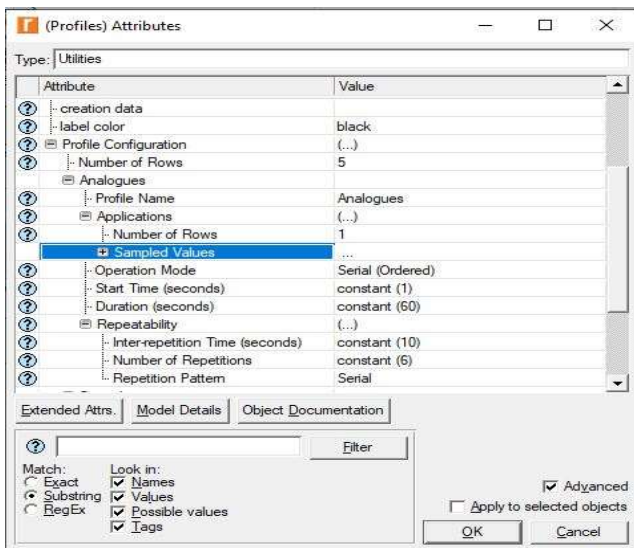 (Profiles) Attributes
Type: Utilities
Attribute Value
creation data
label color black
Profile Configuration (...)
Number of Rows 5
Analogues
Profile Name Analogues
Applications (...)
Number of Rows 1
Sampled Values ...
Operation Mode Serial (Ordered)
Start Time (seconds) constant (1)
Duration (seconds) constant (60)
Repeatability (...)
Inter-repetition Time (seconds) constant (10)
Number of Repetitions constant (6)
Repetition Pattern Serial
Extended Attrs. Model Details Object Documentation
Filter
Match: Look in:
Exact Names
Substring Values
RegEx Possible values
Tags
Advanced
Apply to selected objects
OK Cancel